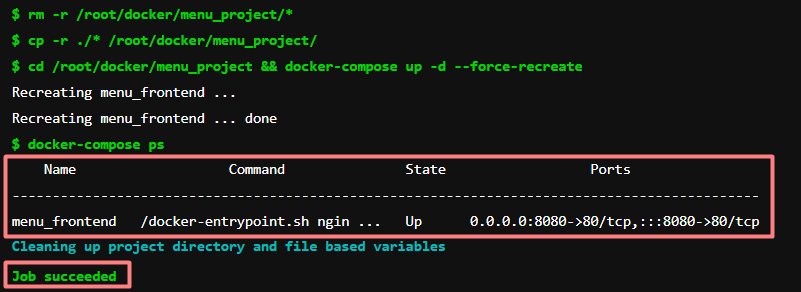 $ rm -r /root/docker/menu_project/*
$ cp -r ./* /root/docker/menu_project/
$ cd /root/docker/menu_project && docker-compose up -d --force-recreate
Recreating menu_frontend ...
Recreating menu_frontend ... done
$ docker-compose ps
Name Command State Ports
--------------------------------------------------------------------------------------------
menu_frontend /docker-entrypoint.sh ngin ... Up 0.0.0.0:8080->80/tcp,:::8080->80/tcp
Cleaning up project directory and file based variables
Job succeeded